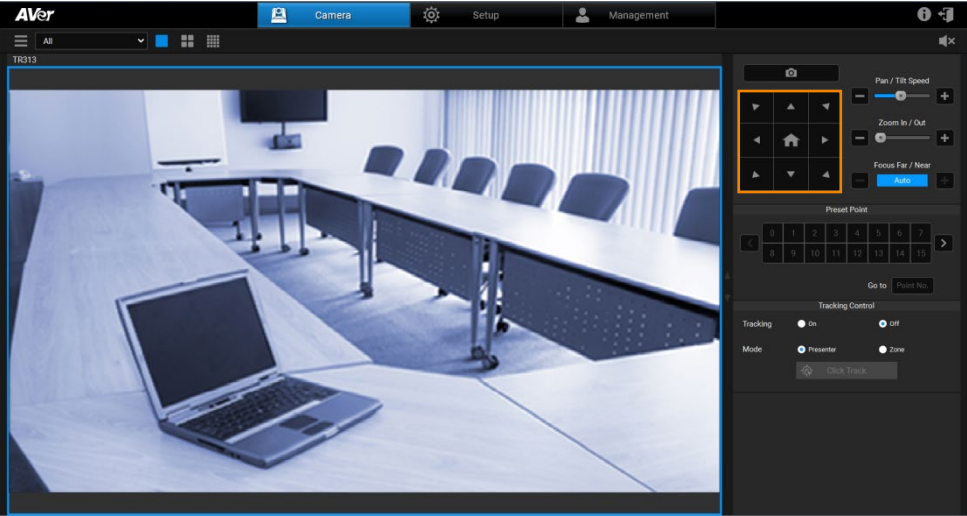 AVer
Camera
Setup
Management
All
TR313
Pan / Tilt Speed
Zoom In / Out
Focus Far / Near
Auto
Preset Point
0 1 2 3 4 5 6 7
8 9 10 11 12 13 14 15
Go to Point No.
Tracking Control
Tracking On Off
Mode Presenter Zone
Click Track